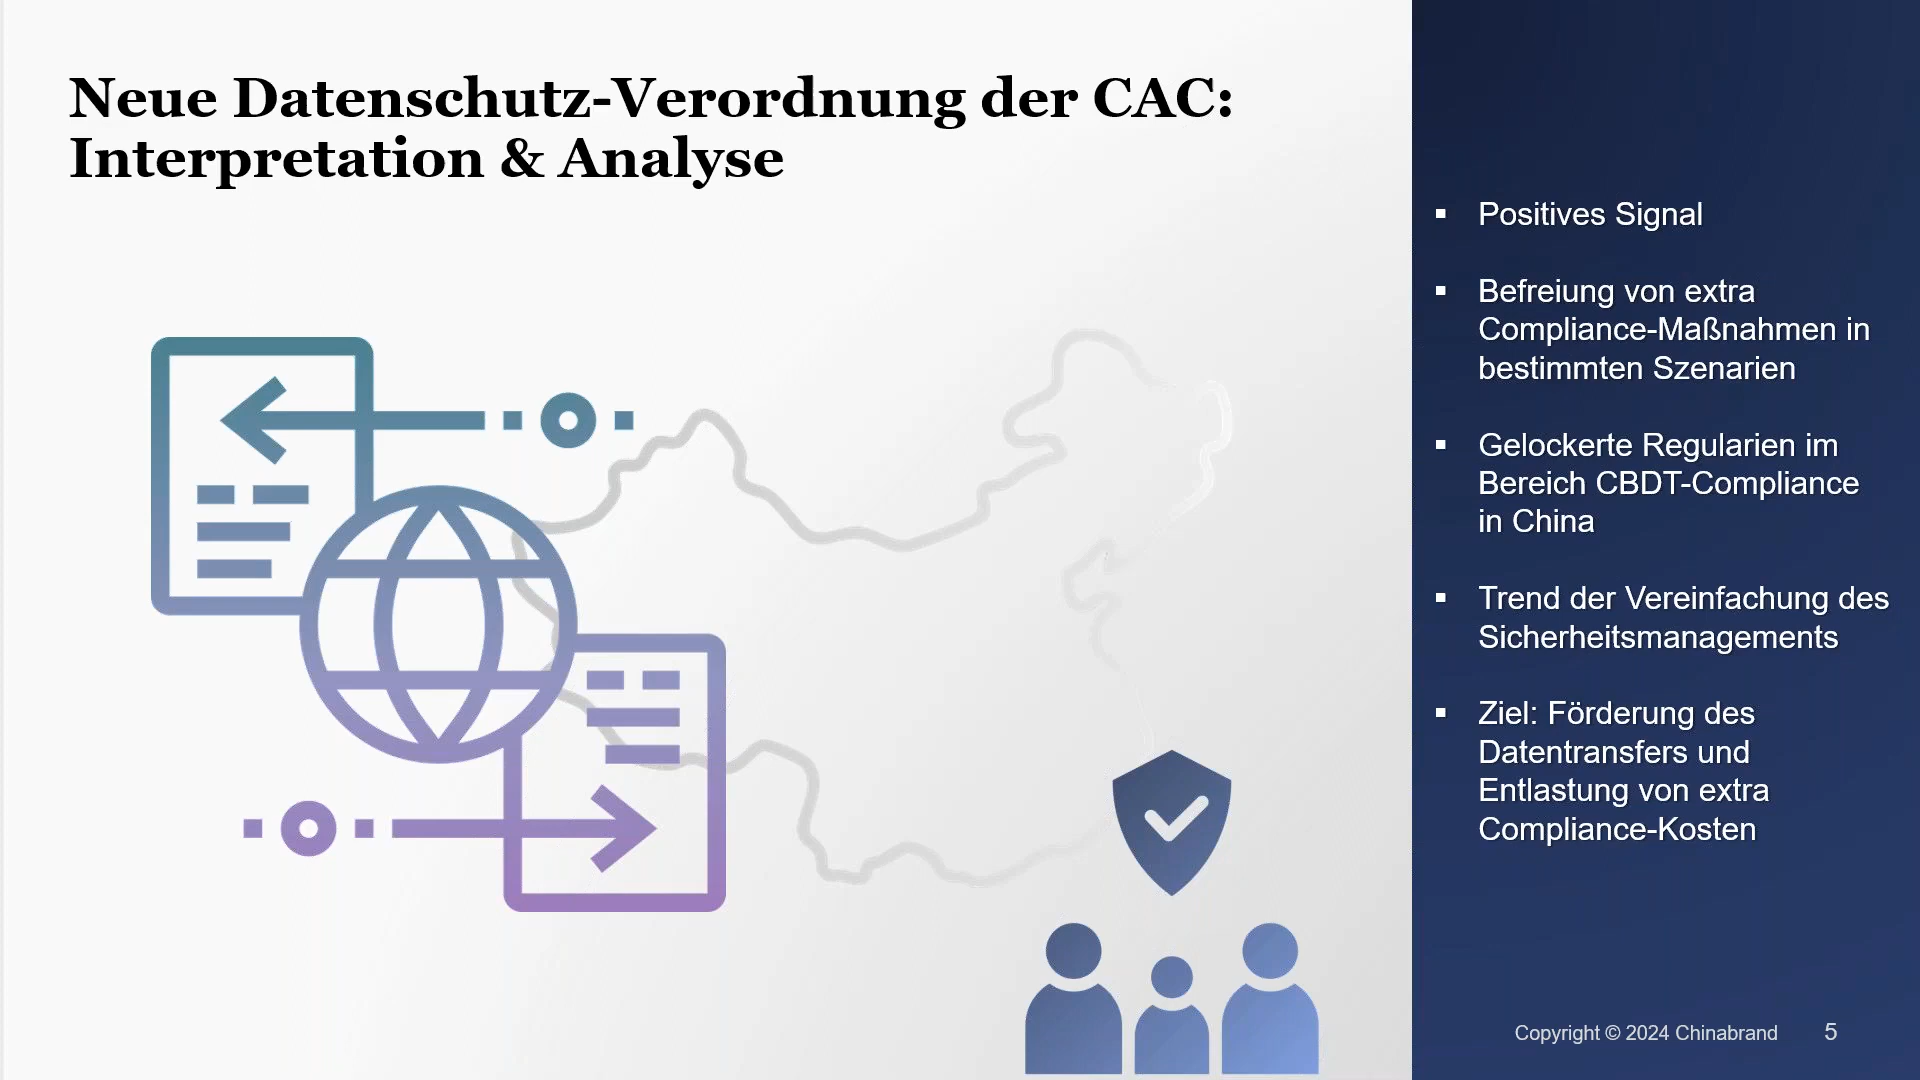 Neue Datenschutz-Verordnung der CAC:
Interpretation & Analyse
▪ Positives Signal
▪ Befreiung von extra
Compliance-Maßnahmen in
bestimmten Szenarien
▪ Gelockerte Regularien im
Bereich CBDT-Compliance
in China
▪ Trend der Vereinfachung des
Sicherheitsmanagements
▪ Ziel: Förderung des
Datentransfers und
Entlastung von extra
Compliance-Kosten
Copyright © 2024 Chinabrand 5